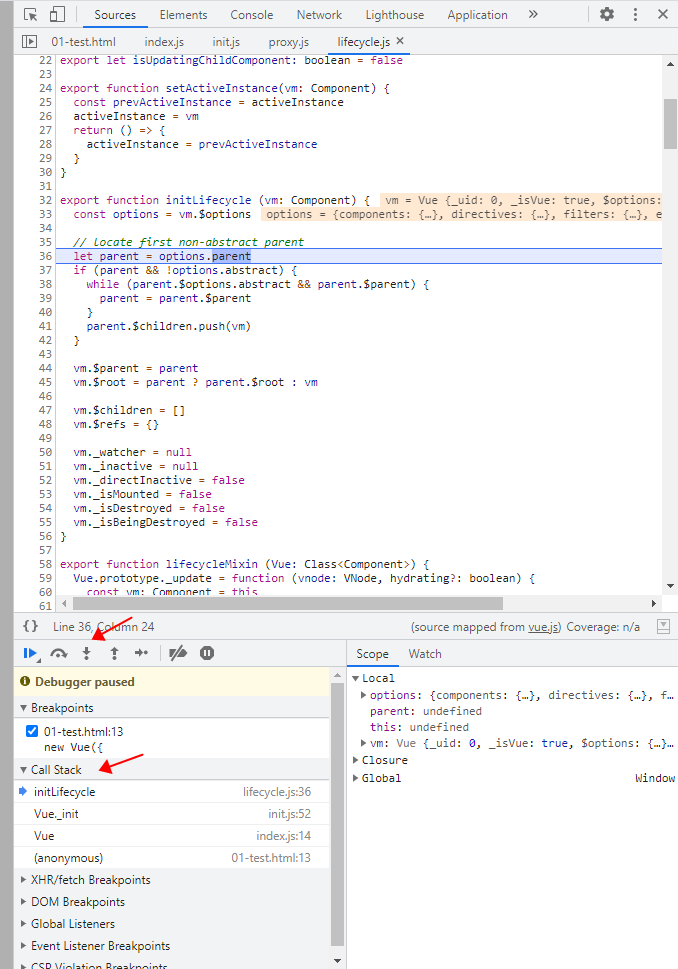 Sources Elements Console Network Lighthouse Application »
01-test.html index.js init.js proxy.js lifecycle.js ×
22 export let isUpdatingChildComponent: boolean = false
23
24 export function setActiveInstance(vm: Component) {
25 const prevActiveInstance = activeInstance
26 activeInstance = vm
27 return () => {
28 activeInstance = prevActiveInstance
29 }
30 }
31
32 export function initLifecycle (vm: Component) { vm = Vue {_uid: 0, _isVue: true, $options:
33 const options = vm.$options options = {components: {…}, directives: {…}, filters: {…}, e
34
35 // locate first non-abstract parent
36 let parent = options.parent
37 if (parent && !options.abstract) {
38 while (parent.$options.abstract && parent.$parent) {
39 parent = parent.$parent
40 }
41 parent.$children.push(vm)
42 }
43
44 vm.$parent = parent
45 vm.$root = parent ? parent.$root : vm
46
47 vm.$children = []
48 vm.$refs = {}
49
50 vm._watcher = null
51 vm._inactive = null
52 vm._directInactive = false
53 vm._isMounted = false
54 vm._isDestroyed = false
55 vm._isBeingDestroyed = false
56 }
57
58 export function lifecycleMixin (Vue: Class<Component>) {
59 Vue.prototype._update = function (vnode: VNode, hydrating?: boolean) {
60 const vm: Component = this
61
{} Line 36, Column 24 (source mapped from vue.js) Coverage: n/a
Scope Watch
Debugger paused
Breakpoints
01-test.html:13
new Vue({
Call Stack
initLifecycle lifecycle.js:36
Vue._init init.js:52
Vue index.js:14
(anonymous) 01-test.html:13
XHR/fetch Breakpoints
DOM Breakpoints
Global Listeners
Event Listener Breakpoints
CSP Violation Breakpoints
Local
options: {components: {…}, directives: {…}, f…
parent: undefined
this: undefined
vm: Vue {_uid: 0, _isVue: true, $options: {…}…
Closure
Global Window